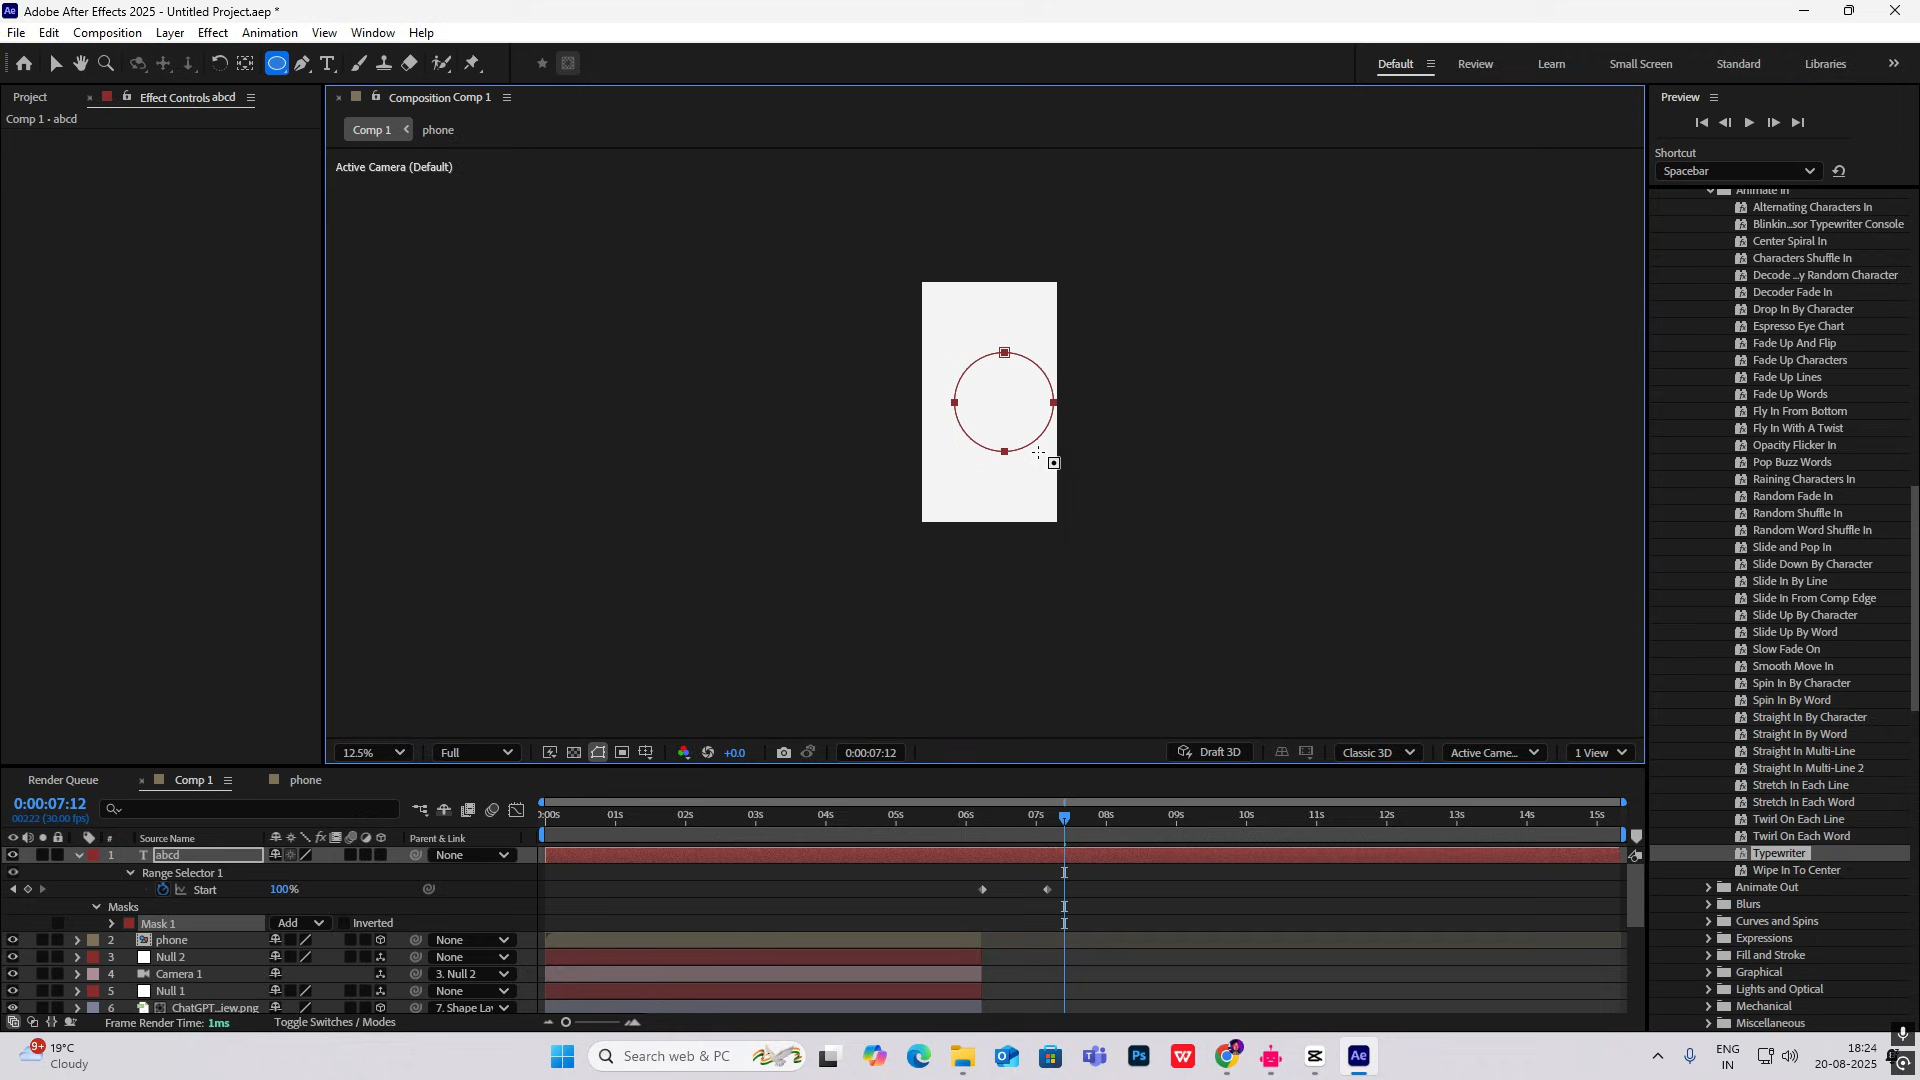 Adobe After Effects 2025 - Untitled Project.aep *
File Edit Composition Layer Effect Animation View Window Help
Default Review Learn Small Screen Standard Libraries
Project Effect Controls abcd
Comp 1 • abcd
Composition Comp 1
Comp 1 phone
Active Camera (Default)
Preview
Shortcut
Spacebar
Animate In
Alternating Characters In
Blinkin...sor Typewriter Console
Center Spiral In
Characters Shuffle In
Decode ...y Random Character
Decoder Fade In
Drop In By Character
Espresso Eye Chart
Fade Up And Flip
Fade Up Characters
Fade Up Lines
Fade Up Words
Fly In From Bottom
Fly In With A Twist
Opacity Flicker In
Pop Buzz Words
Raining Characters In
Random Fade In
Random Shuffle In
Random Word Shuffle In
Slide and Pop In
Slide Down By Character
Slide In By Line
Slide In From Comp Edge
Slide Up By Character
Slide Up By Word
Slow Fade On
Smooth Move In
Spin In By Character
Spin In By Word
Straight In By Character
Straight In By Word
Straight In Multi-Line
Straight In Multi-Line 2
Stretch In Each Line
Stretch In Each Word
Twirl On Each Line
Twirl On Each Word
Typewriter
Wipe In To Center
Animate Out
Blurs
Curves and Spins
Expressions
Fill and Stroke
Graphical
Lights and Optical
Mechanical
Miscellaneous
12.5% Full +0.0 0:00:07:12 Draft 3D Classic 3D Active Came... 1 View
Render Queue Comp 1 phone
0:00:07:12
00222 (30.00 fps)
:00s 01s 02s 03s 04s 05s 06s 07s 08s 09s 10s 11s 12s 13s 14s 15s
# Source Name fx Parent & Link
1 T abcd None
Range Selector 1
Start 100%
Masks
Mask 1 Add Inverted
2 phone None
3 Null 2 None
4 Camera 1 3. Null 2
5 Null 1 None
6 ChatGPT_iew.png 7. Shape La
Frame Render Time: 1ms Toggle Switches / Modes
9+
19°C
Cloudy
Search web & PC
Ps
Ae
ENG
IN
18:24
20-08-2025